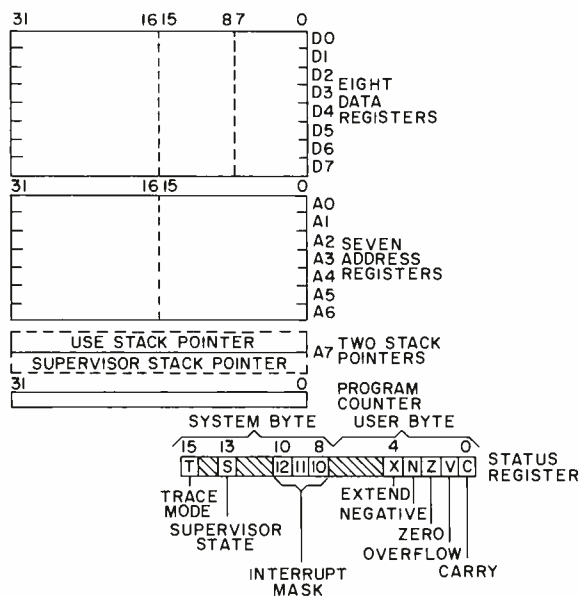 31 16 15 8 7 0
D0
D1
D2
D3 EIGHT
D4 DATA
D5 REGISTERS
D6
D7
31 16 15 0
A0
A1
A2 SEVEN
A3 ADDRESS
A4 REGISTERS
A5
A6
USE STACK POINTER
A7 TWO STACK
POINTERS
SUPERVISOR STACK POINTER
31 0
PROGRAM
COUNTER
SYSTEM BYTE USER BYTE
15 13 10 8 4 0
T S 12 11 10 X N Z V C
STATUS
REGISTER
TRACE
MODE
SUPERVISOR
STATE
INTERRUPT
MASK
EXTEND
NEGATIVE
ZERO
OVERFLOW
CARRY